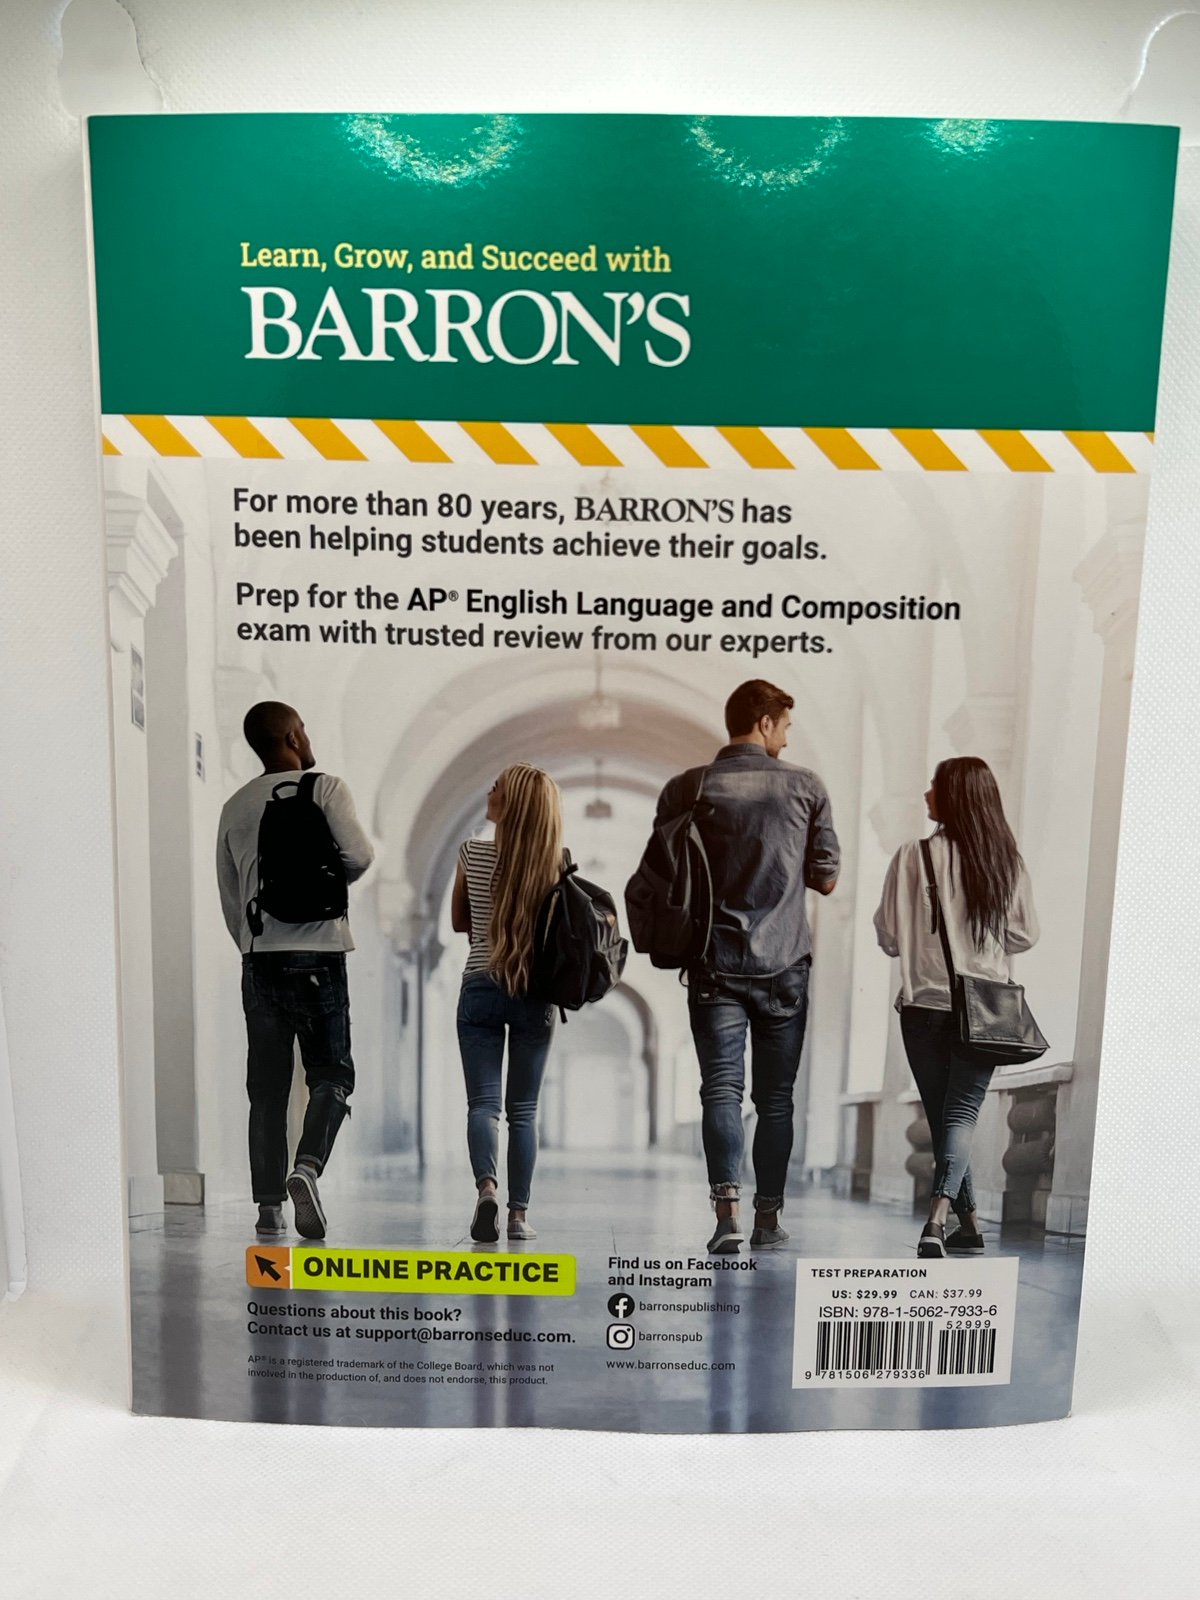 Learn, Grow, and Succeed with
BARRON'S
For more than 80 years, BARRON'S has
been helping students achieve their goals.
Prep for the AP® English Language and Composition
exam with trusted review from our experts.
ONLINE PRACTICE
Questions about this book?
Contact us at support@barronseduc.com.
AP® is a registered trademark of the College Board, which was not
involved in the production of, and does not endorse, this product.
Find us on Facebook
and Instagram
barronspublishing
barronspub
www.barronseduc.com
TEST PREPARATION
US: $29.99 CAN: $37.99
ISBN: 978-1-5062-7933-6
52999
9 781506 279336